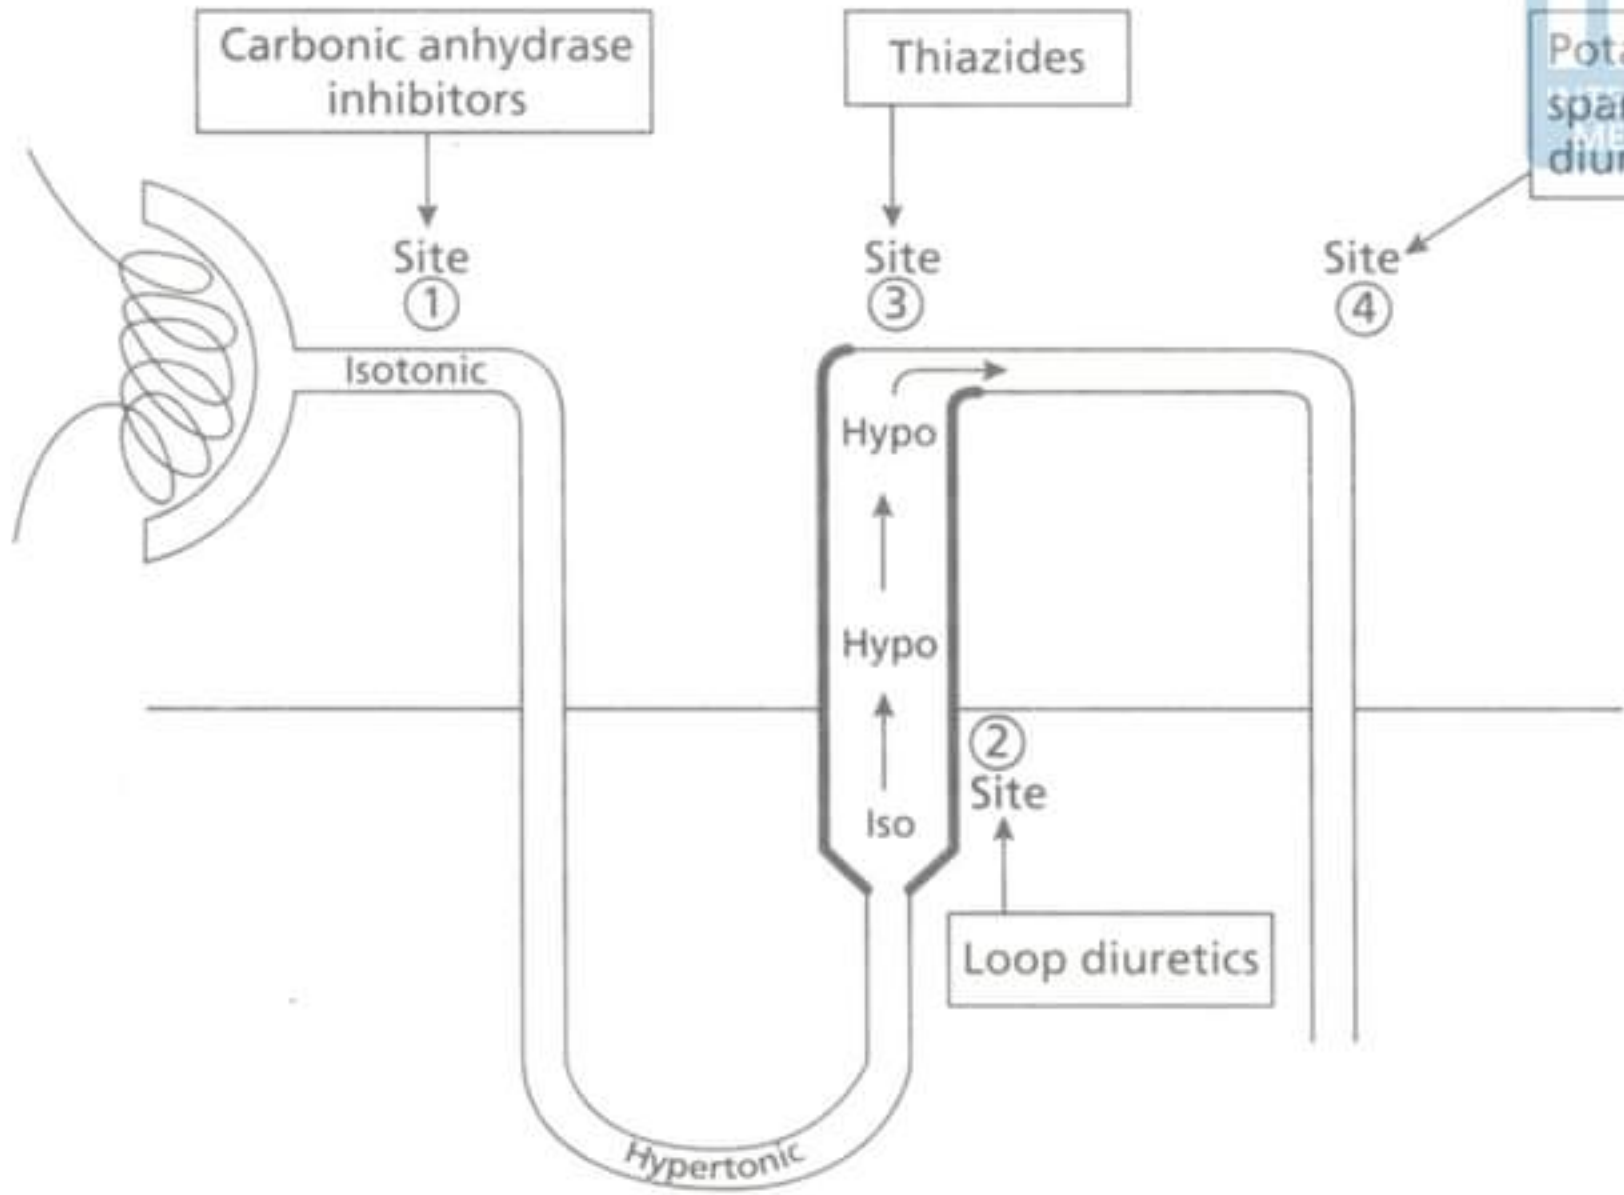 Carbonic anhydrase
inhibitors
Thiazides
Site
1
Site
3
Site
4
Isotonic
Hypo
Hypo
2
Site
Iso
Loop diuretics
Hypertonic